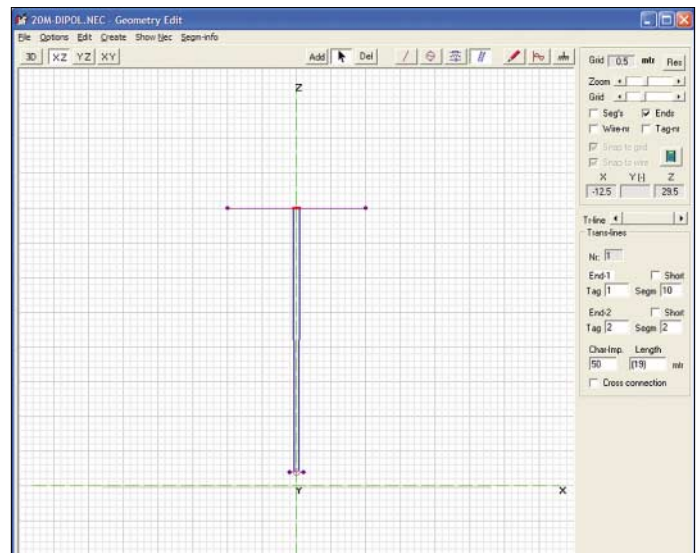 20M-DIPOL.NEC - Geometry Edit
File Options Edit Create Show Nec Segm-info
3D XZ YZ XY Add Del
Grid 0.5 mtr Res
Zoom
Grid
Seg's Ends
Wire-nr Tag-nr
Snap to grid
Snap to wire
X Y [-] Z
-12.5 29.5
Tr-line
Trans-lines
Nr. 1
End-1 Short
Tag 1 Segm 10
End-2 Short
Tag 2 Segm 2
Char-Imp. Length
50 (19) mtr
Cross connection
Z
Y
X